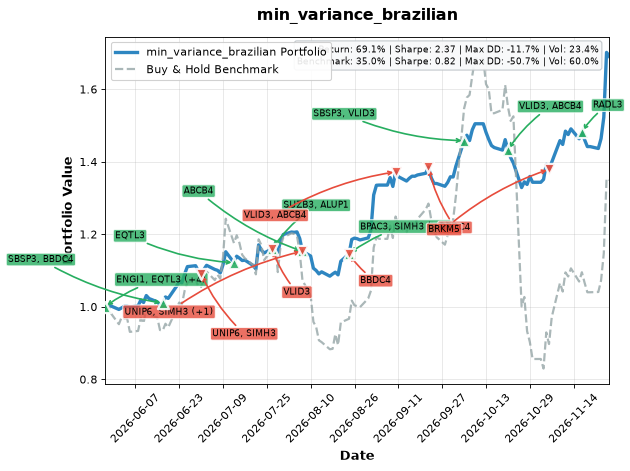 min_variance_brazilian
min_variance_brazilian Portfolio
Buy & Hold Benchmark
69.1% | Sharpe: 2.37 | Max DD: -11.7% | Vol: 23.4%
35.0% | Sharpe: 0.82 | Max DD: -50.7% | Vol: 60.0%
SBSP3, VLID3
VLID3, ABCB4
RADL3
ABCB4
SUZB3, ALUP1
VLID3, ABCB4
BPAC3, SIMH3
BRKM5
EQTL3
SBSP3, BBDC4
ENGI1, EQTL3
UNIP6, SIMH3 (+1)
VLID3
BBDC4
UNIP6, SIMH3
1.6
1.4
1.2
1.0
0.8
Portfolio Value
2026-06-07
2026-06-23
2026-07-09
2026-07-25
2026-08-10
2026-08-26
2026-09-11
2026-09-27
2026-10-13
2026-10-29
2026-11-14
Date